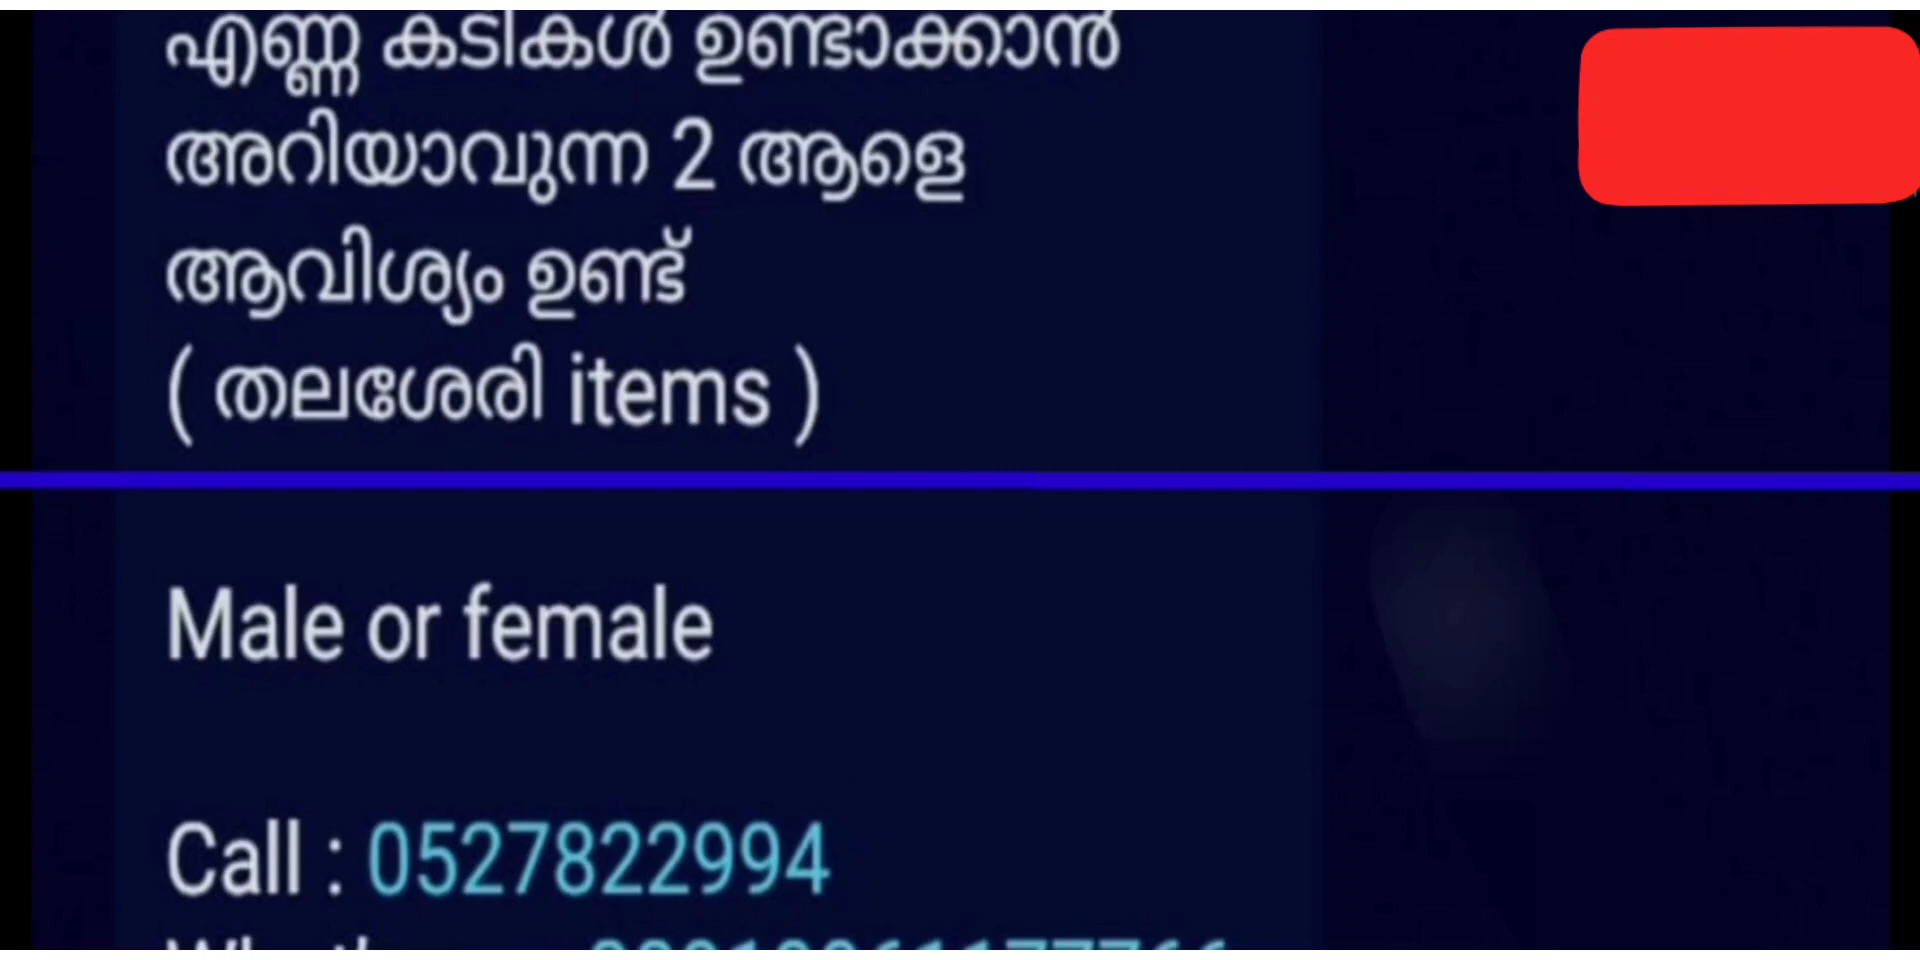 എണ്ണ കടികൾ ഉണ്ടാക്കാൻ
അറിയാവുന്ന 2 ആളെ
ആവിശ്യം ഉണ്ട്
( തലശേരി items )
Male or female
Call : 0527822994